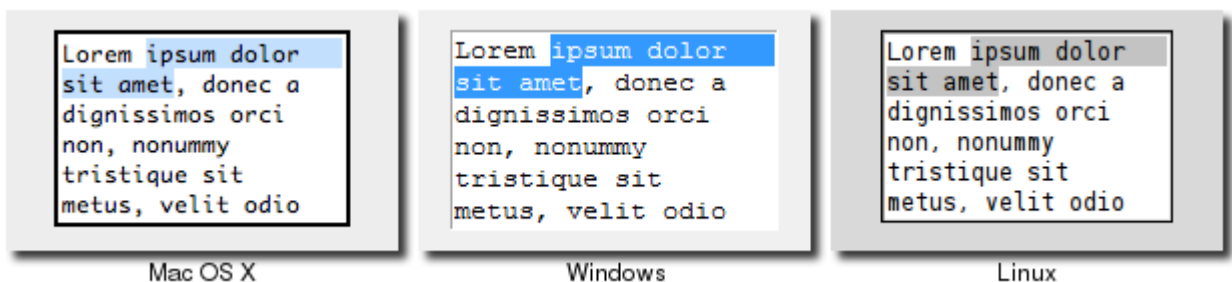 Lorem ipsum dolor
sit amet, donec a
dignissimos orci
non, nonummy
tristique sit
metus, velit odio
Mac OS X
Lorem ipsum dolor
sit amet, donec a
dignissimos orci
non, nonummy
tristique sit
metus, velit odio
Windows
Lorem ipsum dolor
sit amet, donec a
dignissimos orci
non, nonummy
tristique sit
metus, velit odio
Linux